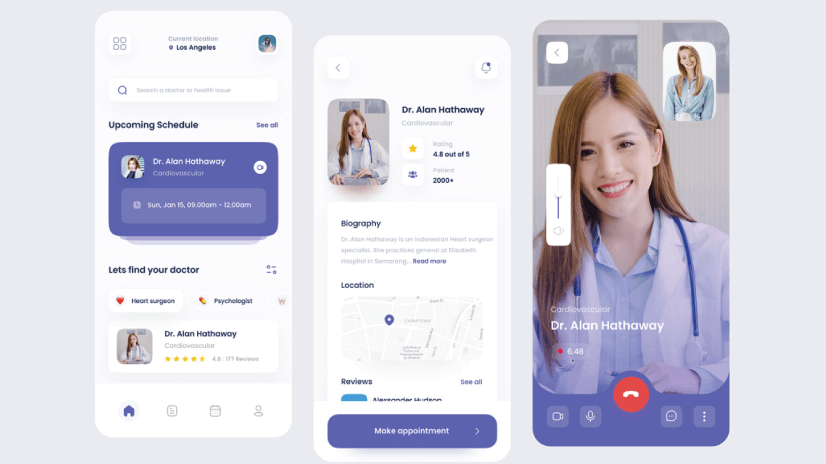 Current location
Los Angeles
Search a doctor or health issue
Upcoming Schedule
See all
Dr. Alan Hathaway
Cardiovascular
Sun, Jan 15, 09.00am - 12.00am
Lets find your doctor
Heart surgeon
Psychologist
Dr. Alan Hathaway
Cardiovascular
4.8 | 177 Reviews
Dr. Alan Hathaway
Cardiovascular
Rating
4.8 out of 5
Patient
2000+
Biography
Dr. Alan Hathaway is an Indonesian Heart surgeon
specialist. She practices general at Elisabeth
Hospital in Semarang... Read more
Location
Reviews
See all
Alexsander Hudson
Make appointment
Cardiovascular
Dr. Alan Hathaway
6.48